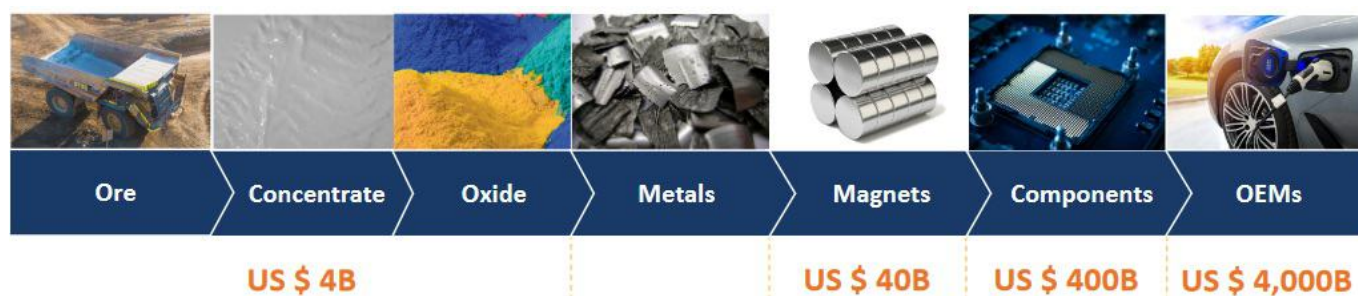 Ore
Concentrate
Oxide
Metals
Magnets
Components
OEMs
US $ 4B
US $ 40B
US $ 400B
US $ 4,000B